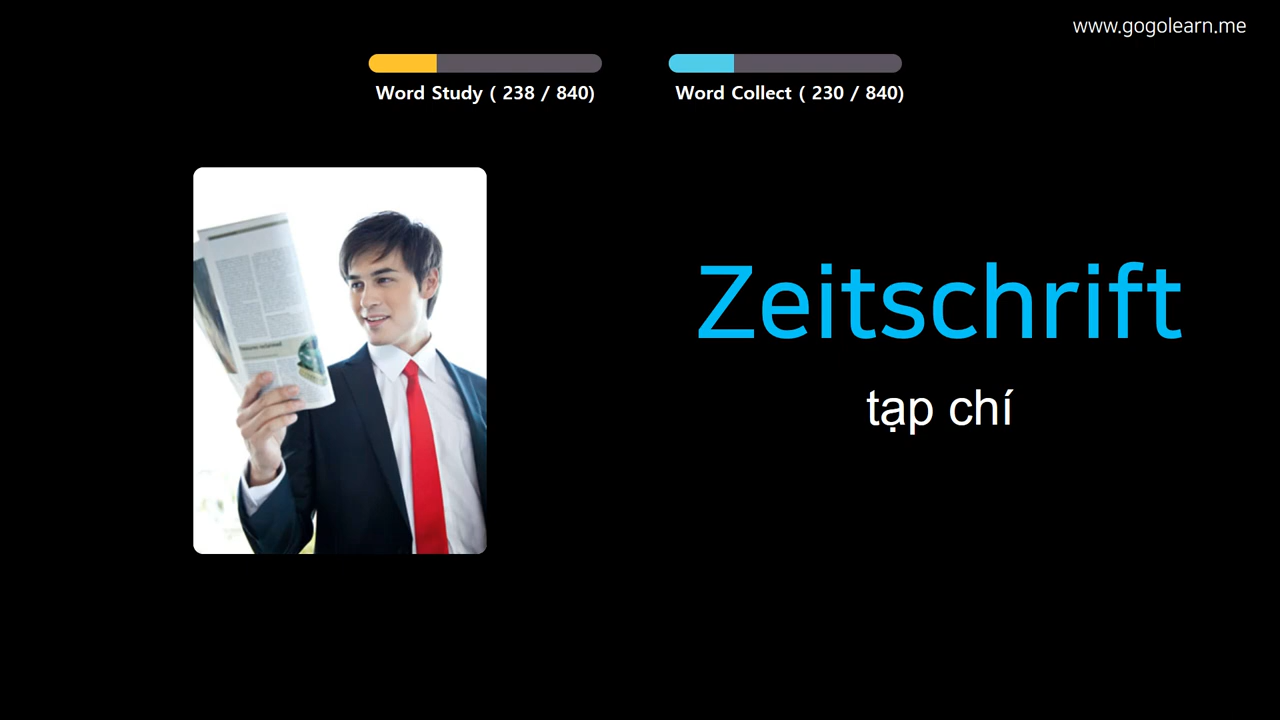 www.gogolearn.me
Word Study ( 238 / 840)
Word Collect ( 230 / 840)
Zeitschrift
tạp chí